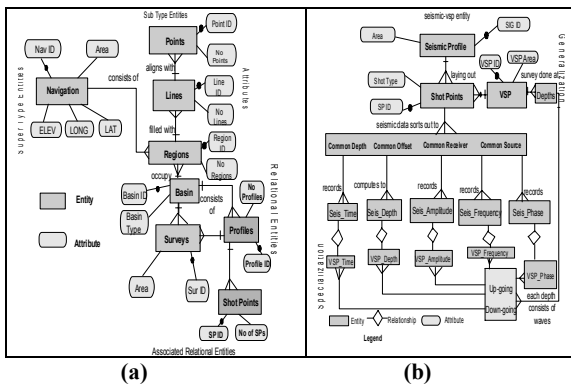 Sub Type Entites
Point ID
Nav ID
Area
Points
No Points
Attributes
Super Type Entities
Navigation
consists of
aligns with
Line ID
Lines
No Lines
ELEV
LONG
LAT
filled with
Region ID
Regions
No Regions
occupy
Relational Entities
Basin ID
Basin
No Profiles
Entity
Basin Type
consists of
Attribute
Surveys
Profiles
Profile ID
Area
Sur ID
Shot Points
SP ID
No of SPs
Associated Relational Entities
(a)
seismic-vsp entity
SIG ID
Area
Seismic Profile
Generalization
VSP ID
VSP Area
Shot Type
laying out
survey done at
Shot Points
VSP
Depths
SP ID
seismic data sorts out to
Common Depth
Common Offset
Common Receiver
Common Source
records
computes to
records
records
records
Seis_Time
Seis_Depth
Seis_Amplitude
Seis_Frequency
Seis_Phase
Specialization
VSP_Time
VSP_Depth
VSP_Amplitude
VSP_Frequency
VSP_Phase
Up-going
Down-going
each depth
consists of waves
Entity
Relationship
Attribute
Legend
(b)